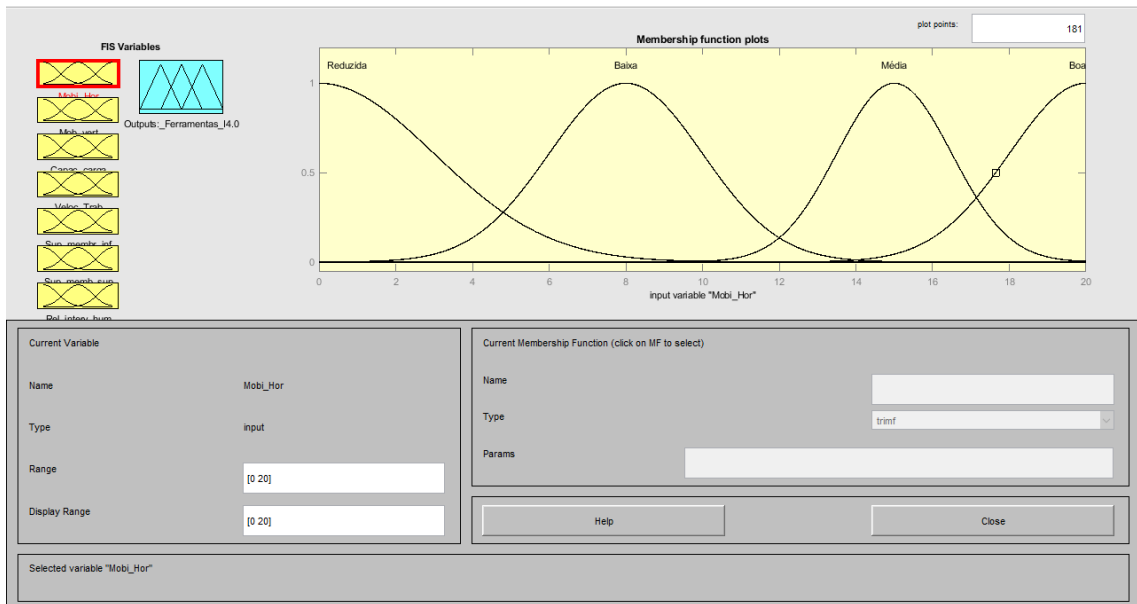 plot points:
181
FIS Variables
Membership function plots
Mobi_Hor
Mob_vert
Outputs:_Ferramentas_I4.0
Capac_carga
Veloc_Trab
Sup_membr_inf
Sup_memb_sup
Rel_interv_hum
Reduzida
Baixa
Média
Boa
1
0.5
0
0 2 4 6 8 10 12 14 16 18 20
input variable "Mobi_Hor"
Current Variable
Name Mobi_Hor
Type input
Range [0 20]
Display Range [0 20]
Current Membership Function (click on MF to select)
Name
Type trimf
Params
Help Close
Selected variable "Mobi_Hor"